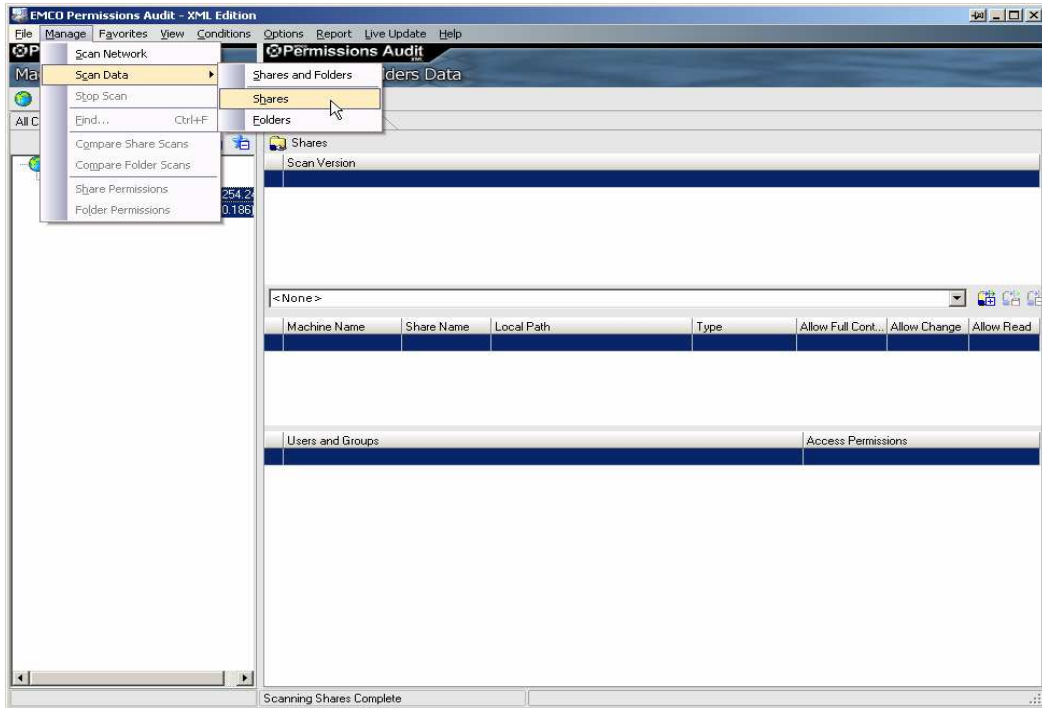 EMCO Permissions Audit - XML Edition
File Manage Favorites View Conditions Options Report Live Update Help
Permissions Audit
Scan Network
Scan Data
Stop Scan
Find... Ctrl+F
Compare Share Scans
Compare Folder Scans
Share Permissions
Folder Permissions
Shares and Folders
Shares
Folders
Ma
ders Data
All C
254.2
0.186]
Shares
Scan Version
<None>
Machine Name Share Name Local Path Type Allow Full Cont... Allow Change Allow Read
Users and Groups Access Permissions
Scanning Shares Complete